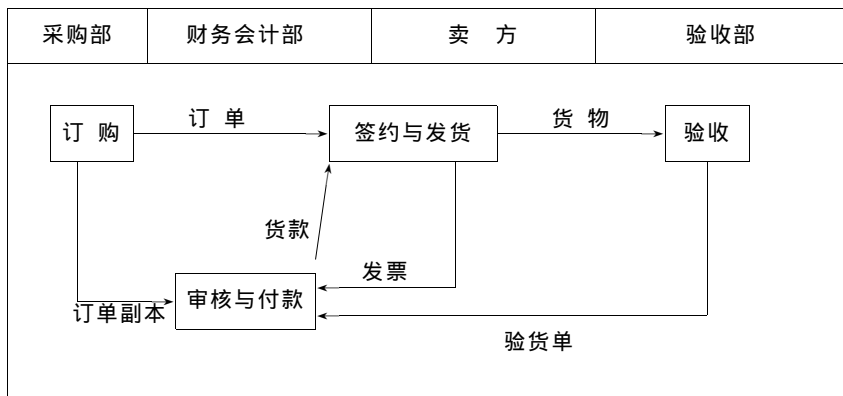 采购部 财务会计部 卖 方 验收部
订 购 订 单 签约与发货 货 物 验收
货款
发票
审核与付款
订单副本
验货单